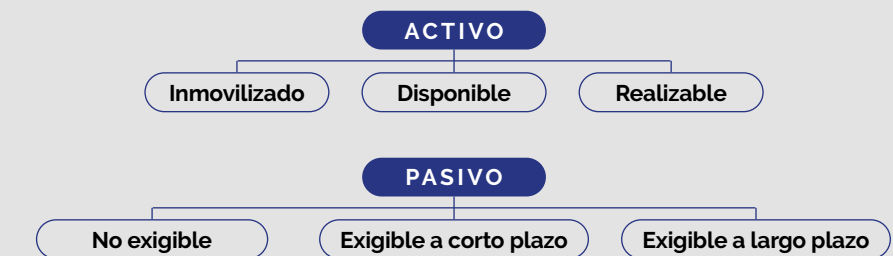 ACTIVO
Inmovilizado Disponible Realizable
PASIVO
No exigible Exigible a corto plazo Exigible a largo plazo